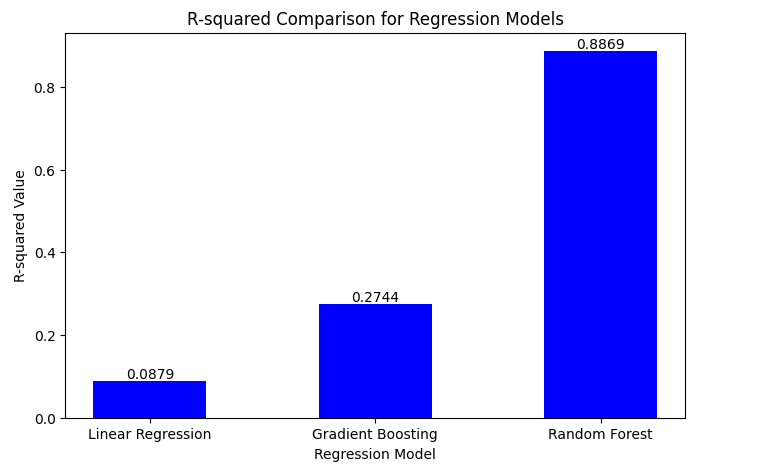 R-squared Comparison for Regression Models
0.8869
0.8
0.6
R-squared Value
0.4
0.2744
0.2
0.0879
0.0
Linear Regression
Gradient Boosting
Random Forest
Regression Model